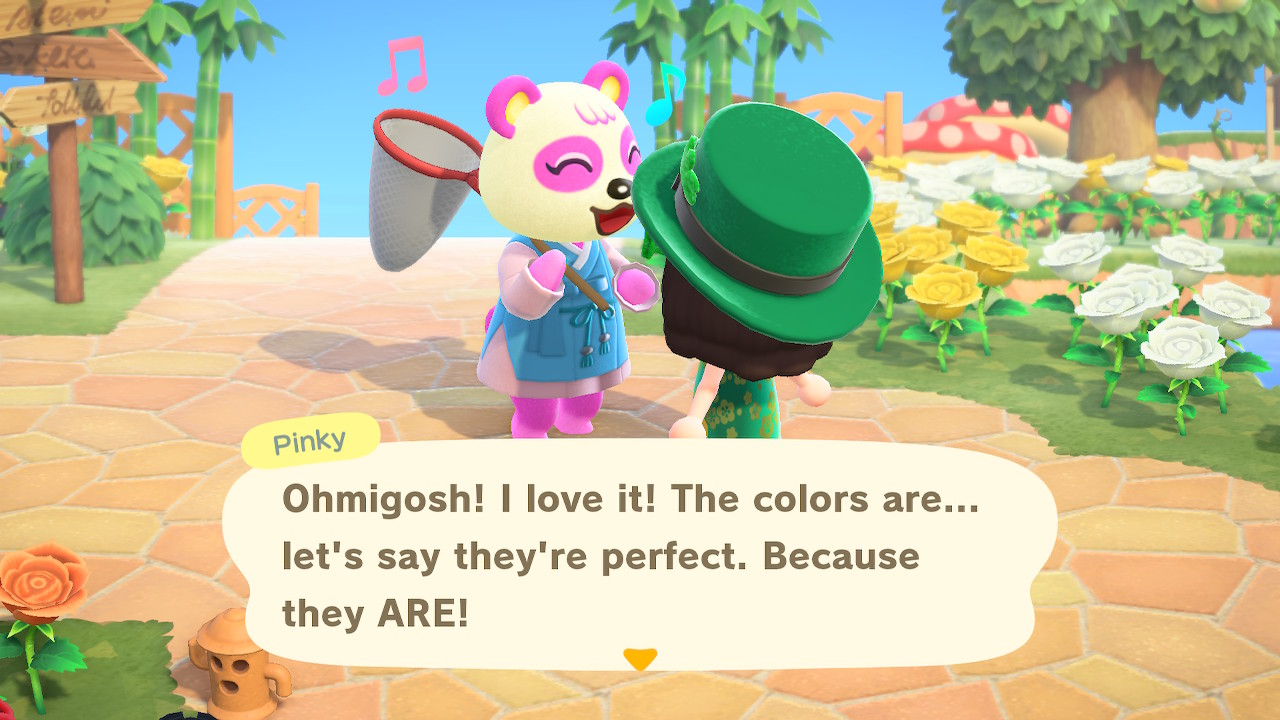 Pinky
Ohmigosh! I love it! The colors are...
let's say they're perfect. Because
they ARE!